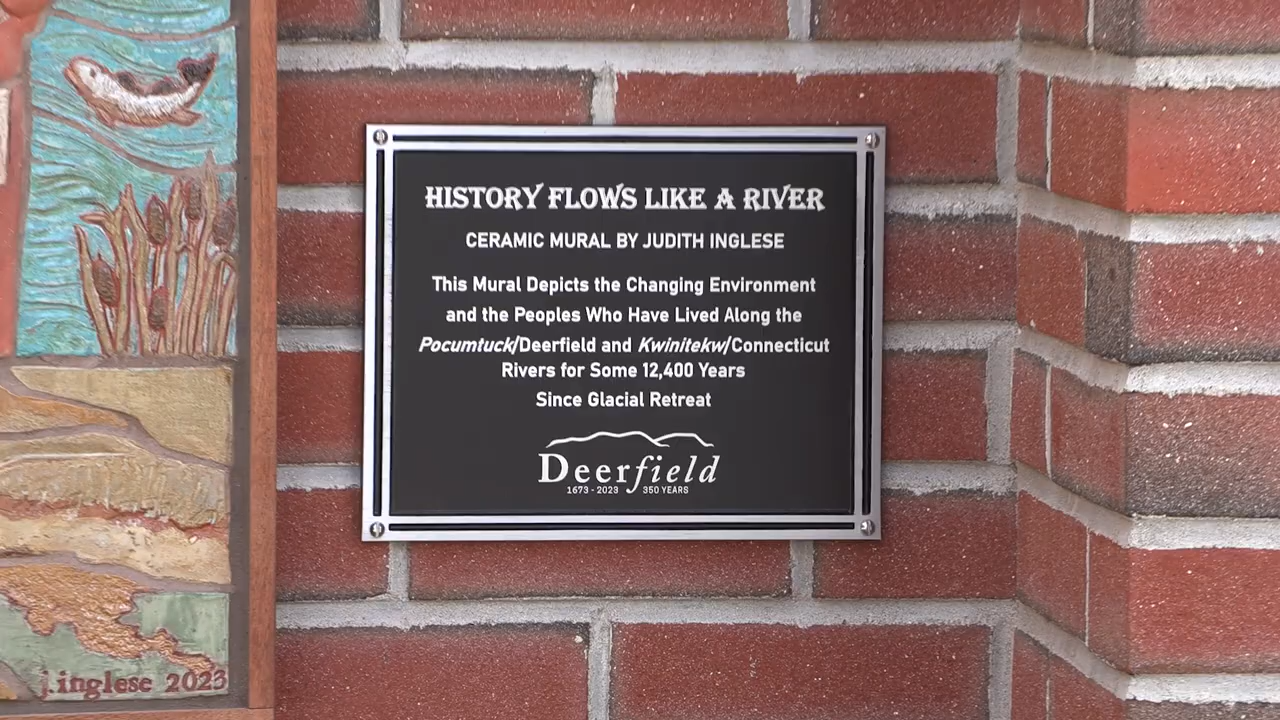 HISTORY FLOWS LIKE A RIVER
CERAMIC MURAL BY JUDITH INGLESE
This Mural Depicts the Changing Environment
and the Peoples Who Have Lived Along the
Pocumtuck/Deerfield and Kwinitekw/Connecticut
Rivers for Some 12,400 Years
Since Glacial Retreat
Deerfield
1673 - 2023 350 YEARS
j.inglese 2023